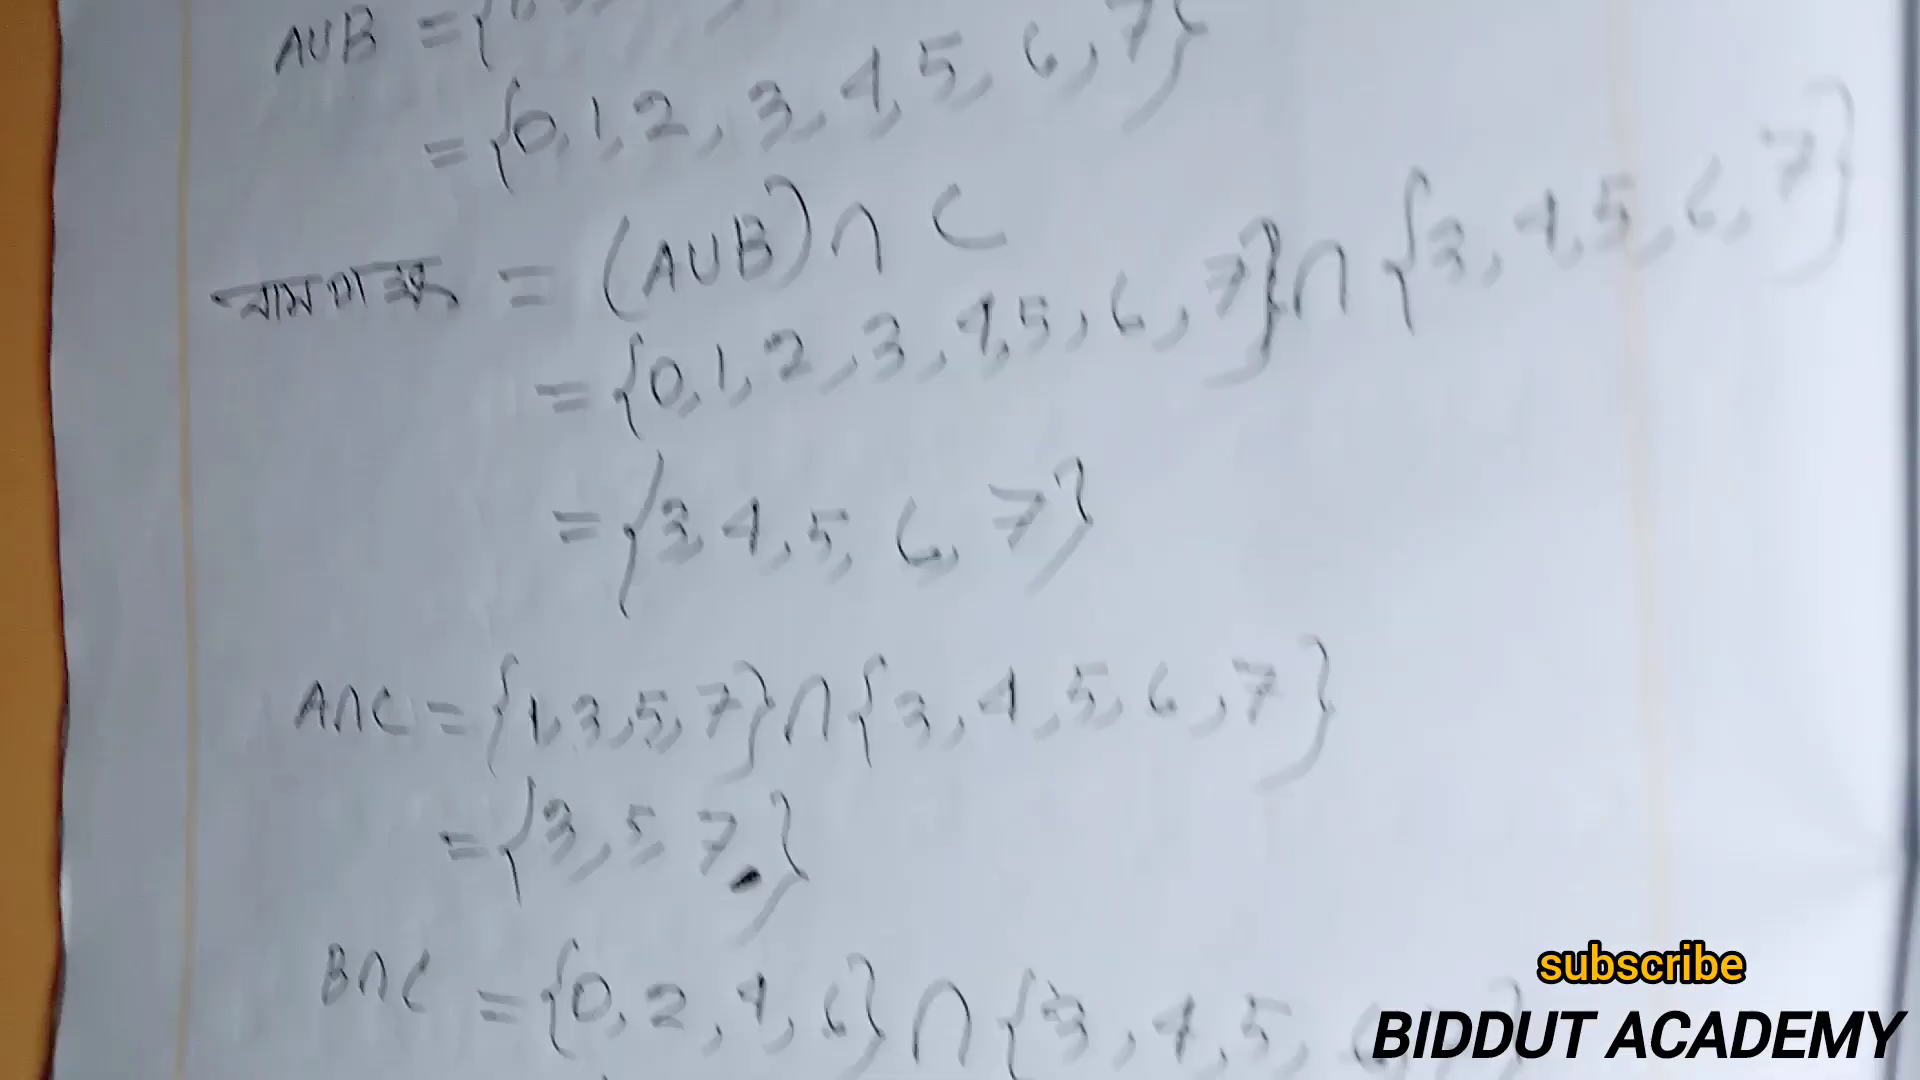 AUB = {
= {0, 1, 2, 3, 4, 5, 6, 7}
বামপক্ষ = (AUB) ∩ C
= {0, 1, 2, 3, 4, 5, 6, 7} ∩ {3, 4, 5, 6, 7}
= {3, 4, 5, 6, 7}
A∩C = {1, 3, 5, 7} ∩ {3, 4, 5, 6, 7}
= {3, 5, 7}
B∩C = {0, 2, 4, 6} ∩ {3, 4, 5,
subscribe
BIDDUT ACADEMY